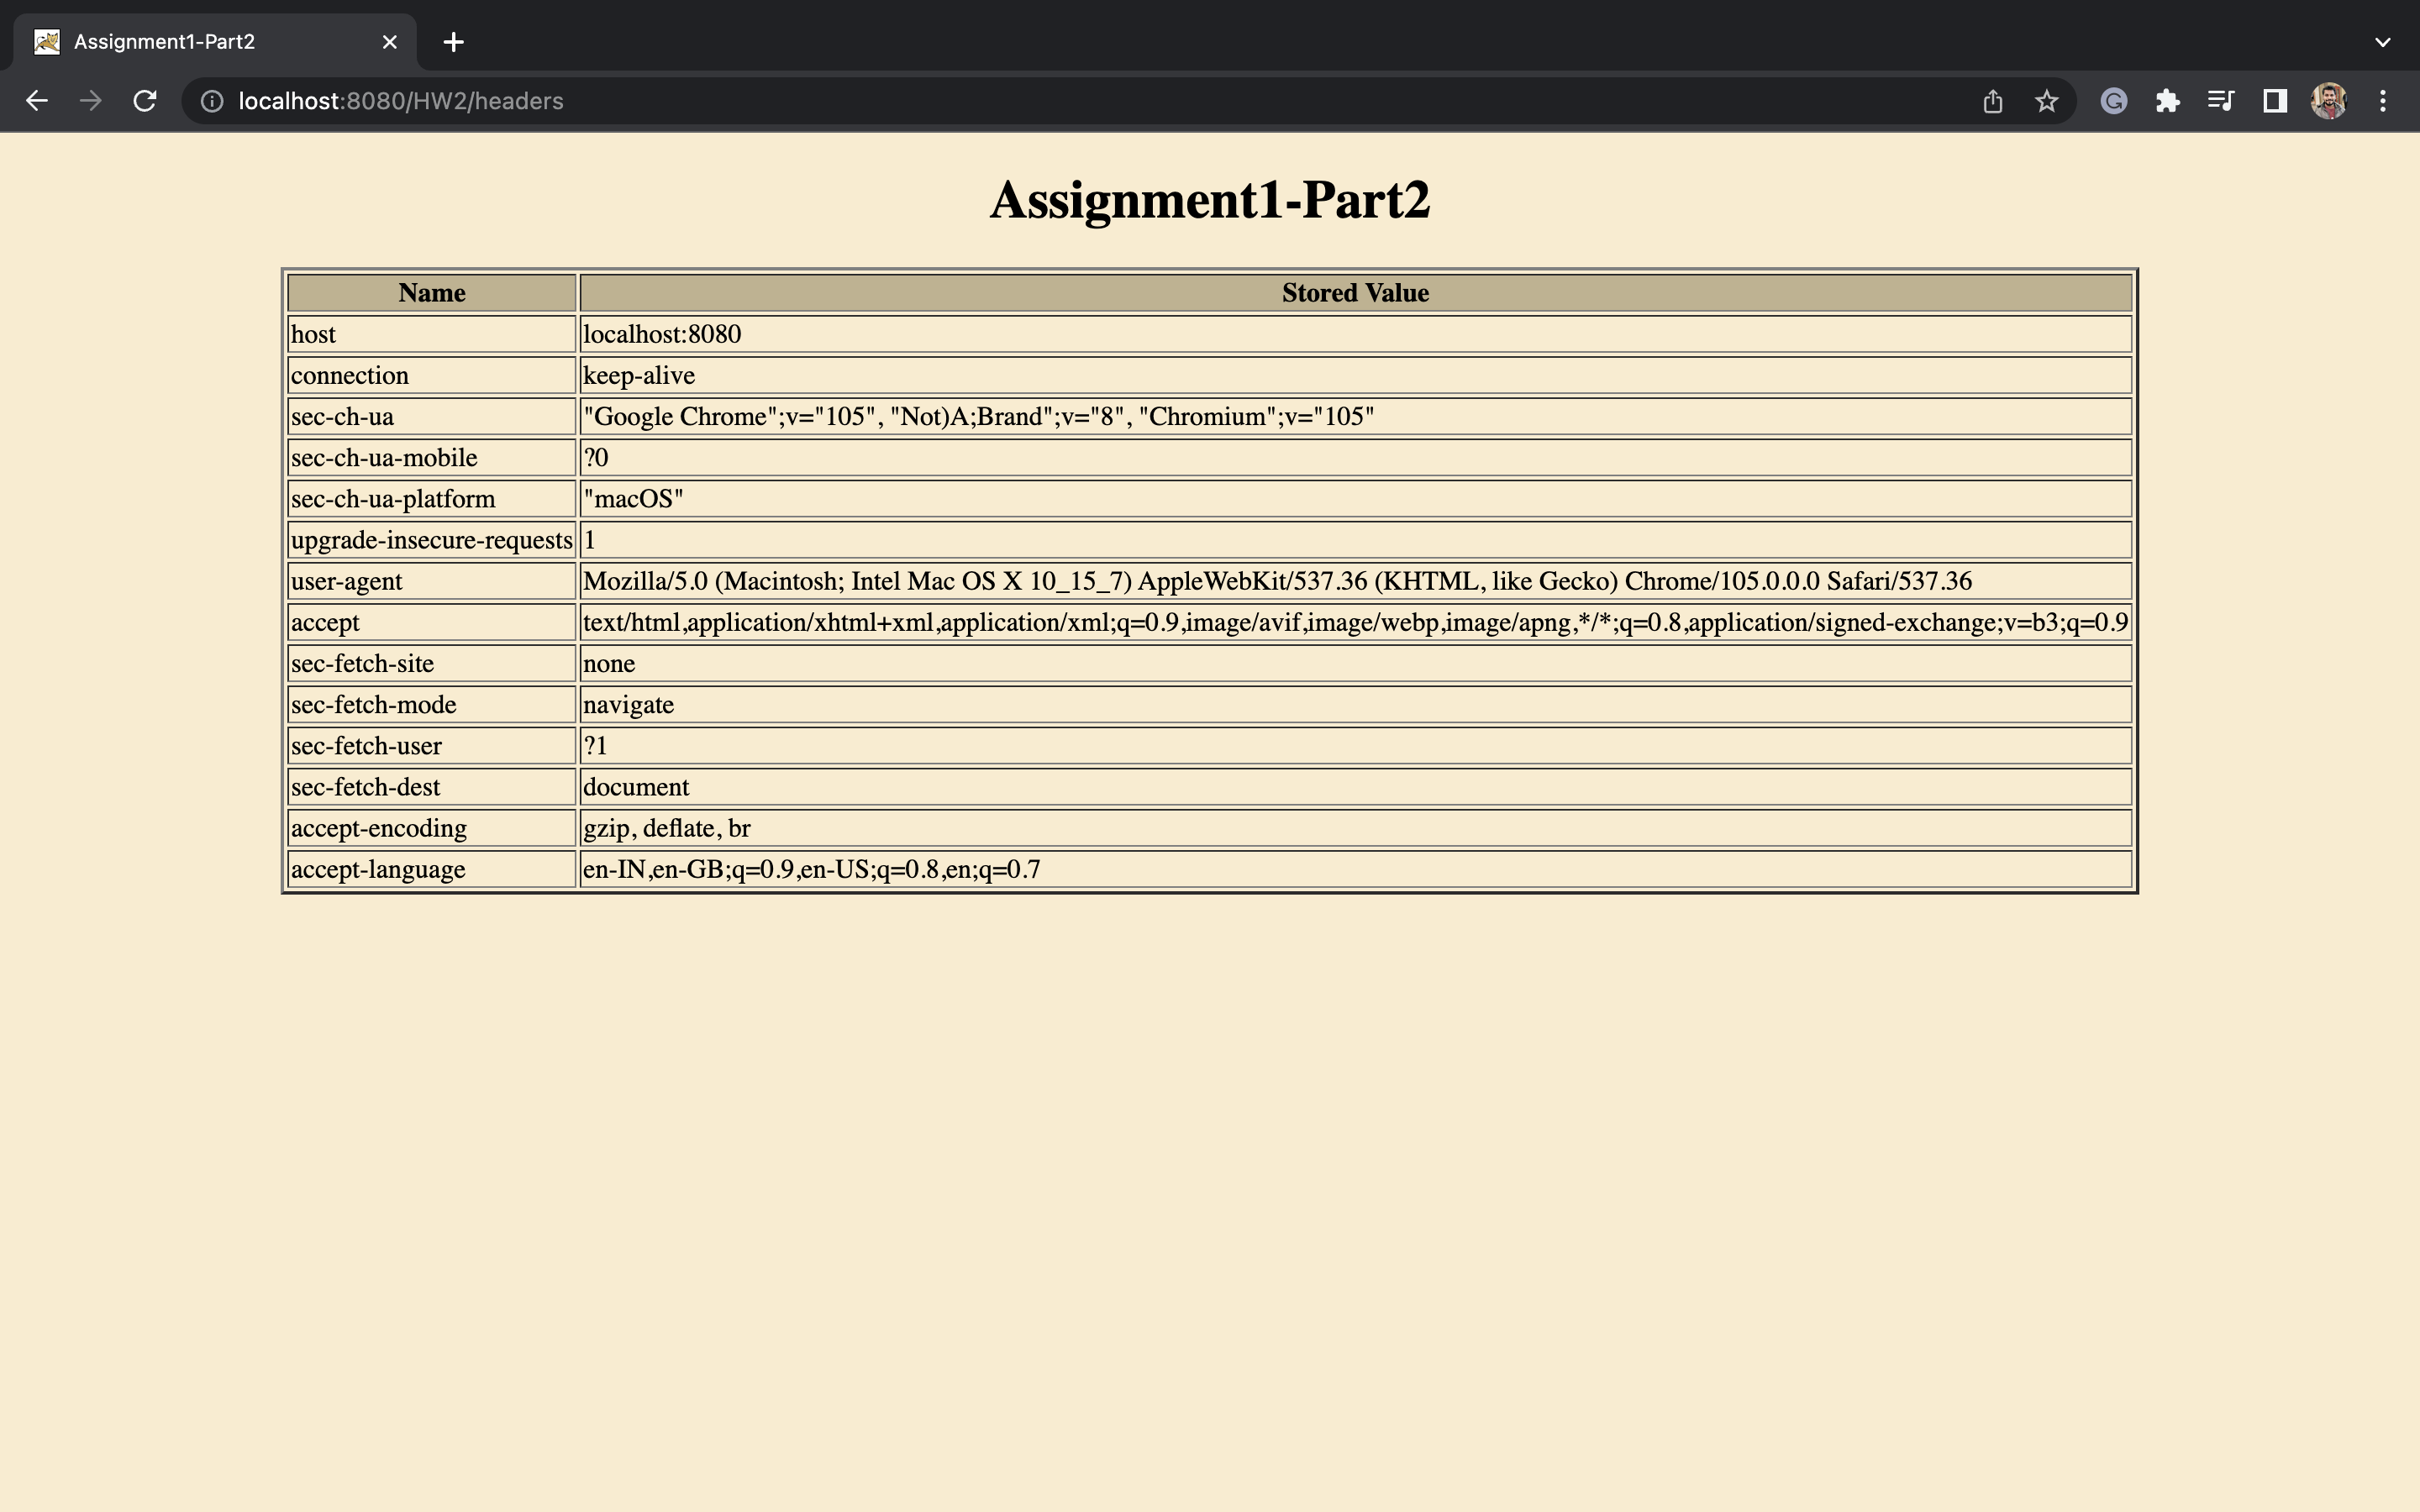 Assignment1-Part2
localhost:8080/HW2/headers
Assignment1-Part2
Name Stored Value
host localhost:8080
connection keep-alive
sec-ch-ua "Google Chrome";v="105", "Not)A;Brand";v="8", "Chromium";v="105"
sec-ch-ua-mobile ?0
sec-ch-ua-platform "macOS"
upgrade-insecure-requests 1
user-agent Mozilla/5.0 (Macintosh; Intel Mac OS X 10_15_7) AppleWebKit/537.36 (KHTML, like Gecko) Chrome/105.0.0.0 Safari/537.36
accept text/html,application/xhtml+xml,application/xml;q=0.9,image/avif,image/webp,image/apng,*/*;q=0.8,application/signed-exchange;v=b3;q=0.9
sec-fetch-site none
sec-fetch-mode navigate
sec-fetch-user ?1
sec-fetch-dest document
accept-encoding gzip, deflate, br
accept-language en-IN,en-GB;q=0.9,en-US;q=0.8,en;q=0.7